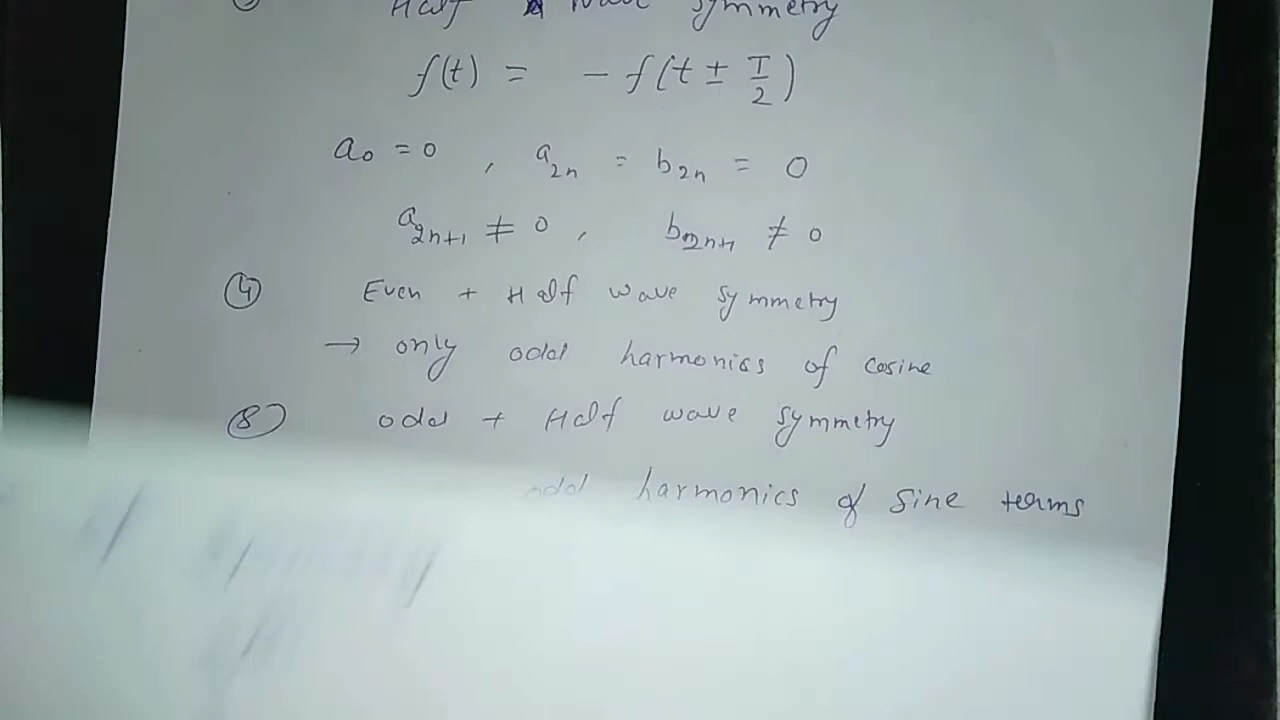 Half wave symmetry
f(t) = - f(t ± T/2)
a₀ = 0 , a₂ₙ = b₂ₙ = 0
a₂ₙ₊₁ ≠ 0 , b₂ₙ₊₁ ≠ 0
④ Even + Half wave symmetry
→ only odd harmonics of cosine
⑧ odd + Half wave symmetry
odd harmonics of sine terms